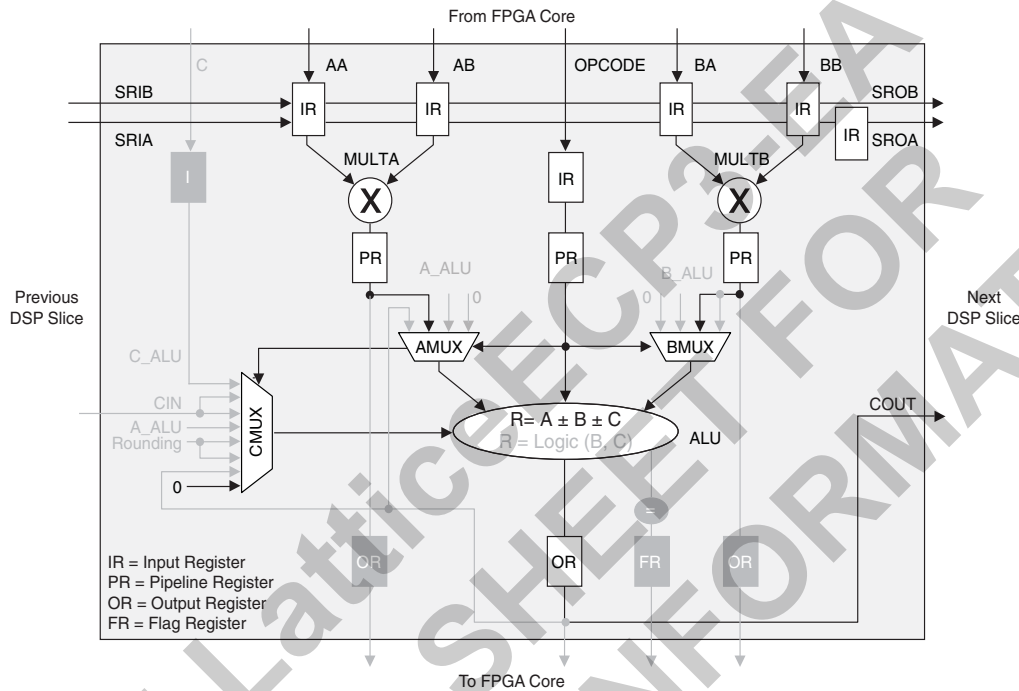 From FPGA Core
C
AA
AB
OPCODE
BA
BB
SRIB
IR
IR
IR
IR
SROB
SRIA
IR
SROA
I
MULTA
IR
MULTB
X
X
PR
PR
PR
A_ALU
B_ALU
0
0
Previous
DSP Slice
Next
DSP Slice
AMUX
BMUX
C_ALU
CIN
A_ALU
Rounding
0
CMUX
R= A ± B ± C
R = Logic (B, C)
ALU
COUT
=
OR
OR
FR
OR
IR = Input Register
PR = Pipeline Register
OR = Output Register
FR = Flag Register
To FPGA Core
LatticeECP3-EA
SHEET FOR